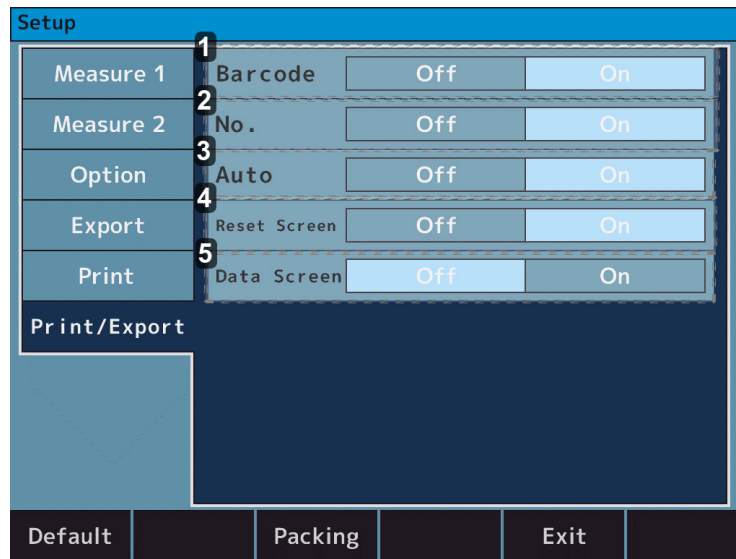 Setup
Measure 1
Measure 2
Option
Export
Print
Print/Export
1
Barcode Off On
2
No. Off On
3
Auto Off On
4
Reset Screen Off On
5
Data Screen Off On
Default Packing Exit